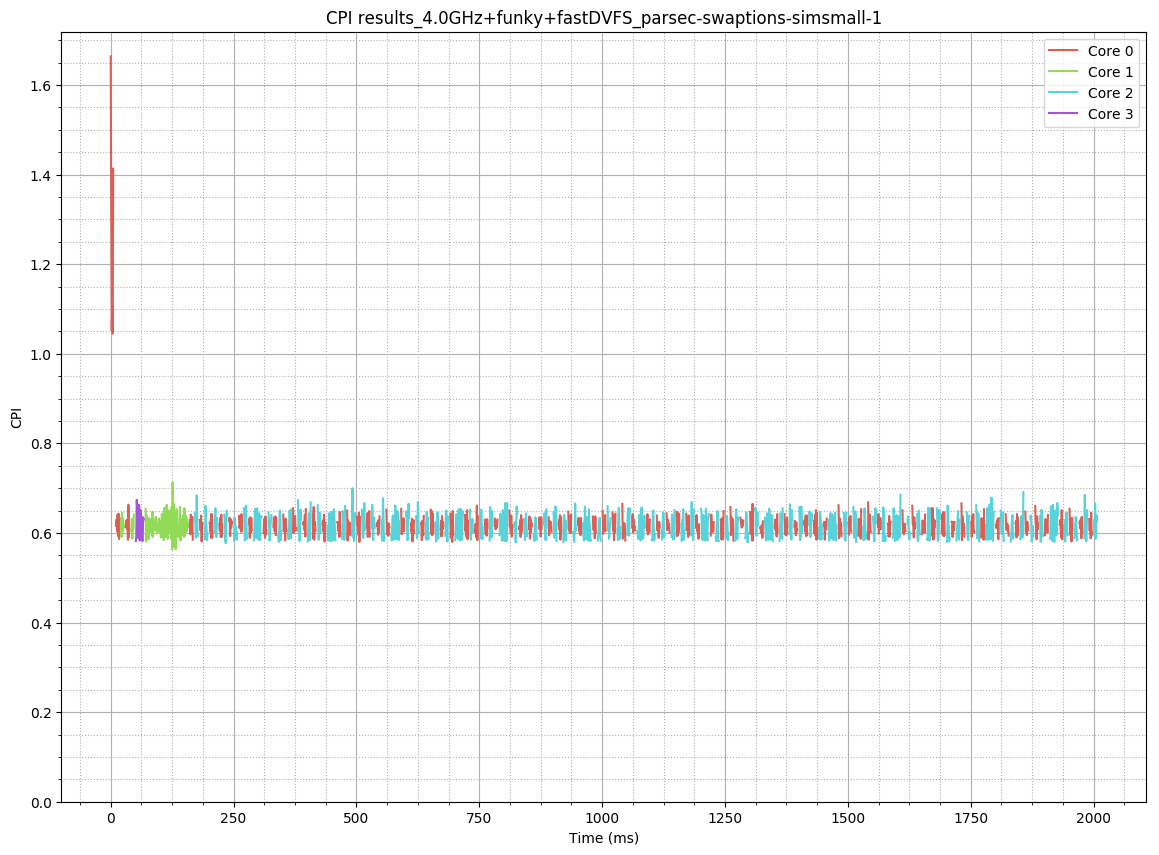 CPI results_4.0GHz+funky+fastDVFS_parsec-swaptions-simsmall-1
Core 0
Core 1
Core 2
Core 3
1.6
1.4
1.2
1.0
0.8
0.6
0.4
0.2
0.0
CPI
0 250 500 750 1000 1250 1500 1750 2000
Time (ms)